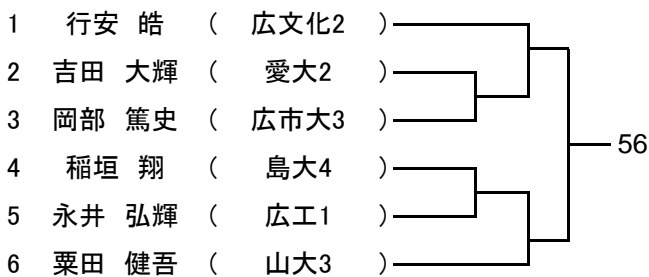 1 行安 皓 ( 広文化2 )
2 吉田 大輝 ( 愛大2 )
3 岡部 篤史 ( 広市大3 )
56
4 稲垣 翔 ( 島大4 )
5 永井 弘輝 ( 広工1 )
6 粟田 健吾 ( 山大3 )